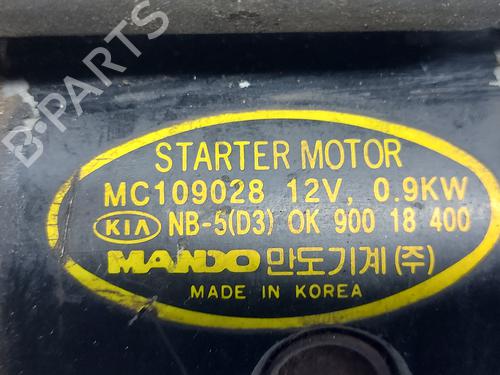 STARTER MOTOR
MC109028 12V, 0.9KW
KIA NB-5(D3) OK 900 18 400
MANDO 만도기계(주)
MADE IN KOREA
B-PARTS